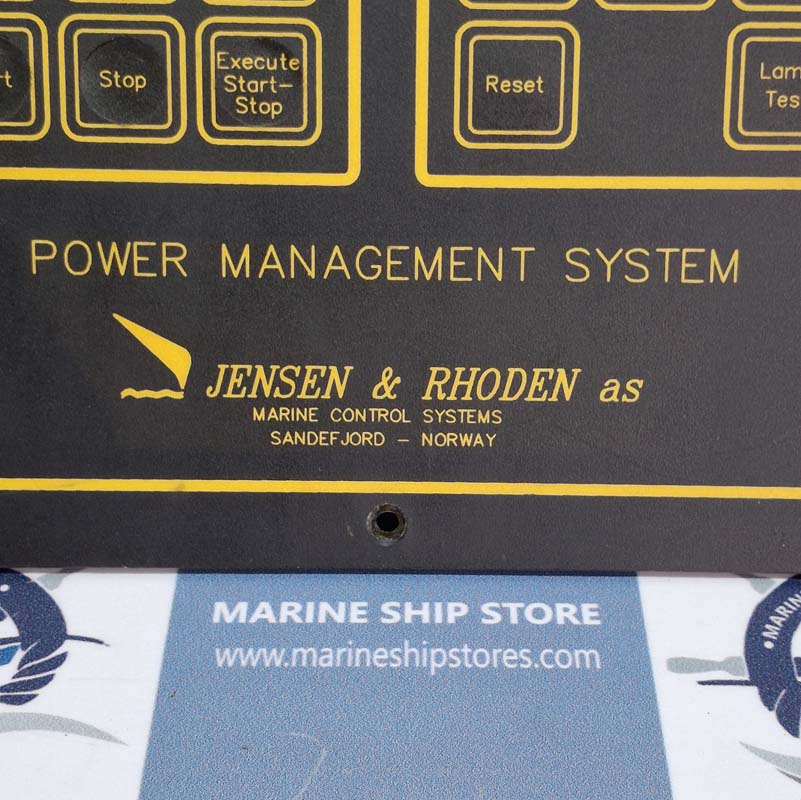 Stop
Execute
Start-
Stop
Reset
POWER MANAGEMENT SYSTEM
JENSEN & RHODEN as
MARINE CONTROL SYSTEMS
SANDEFJORD - NORWAY
MARINE SHIP STORE
www.marineshipstores.com